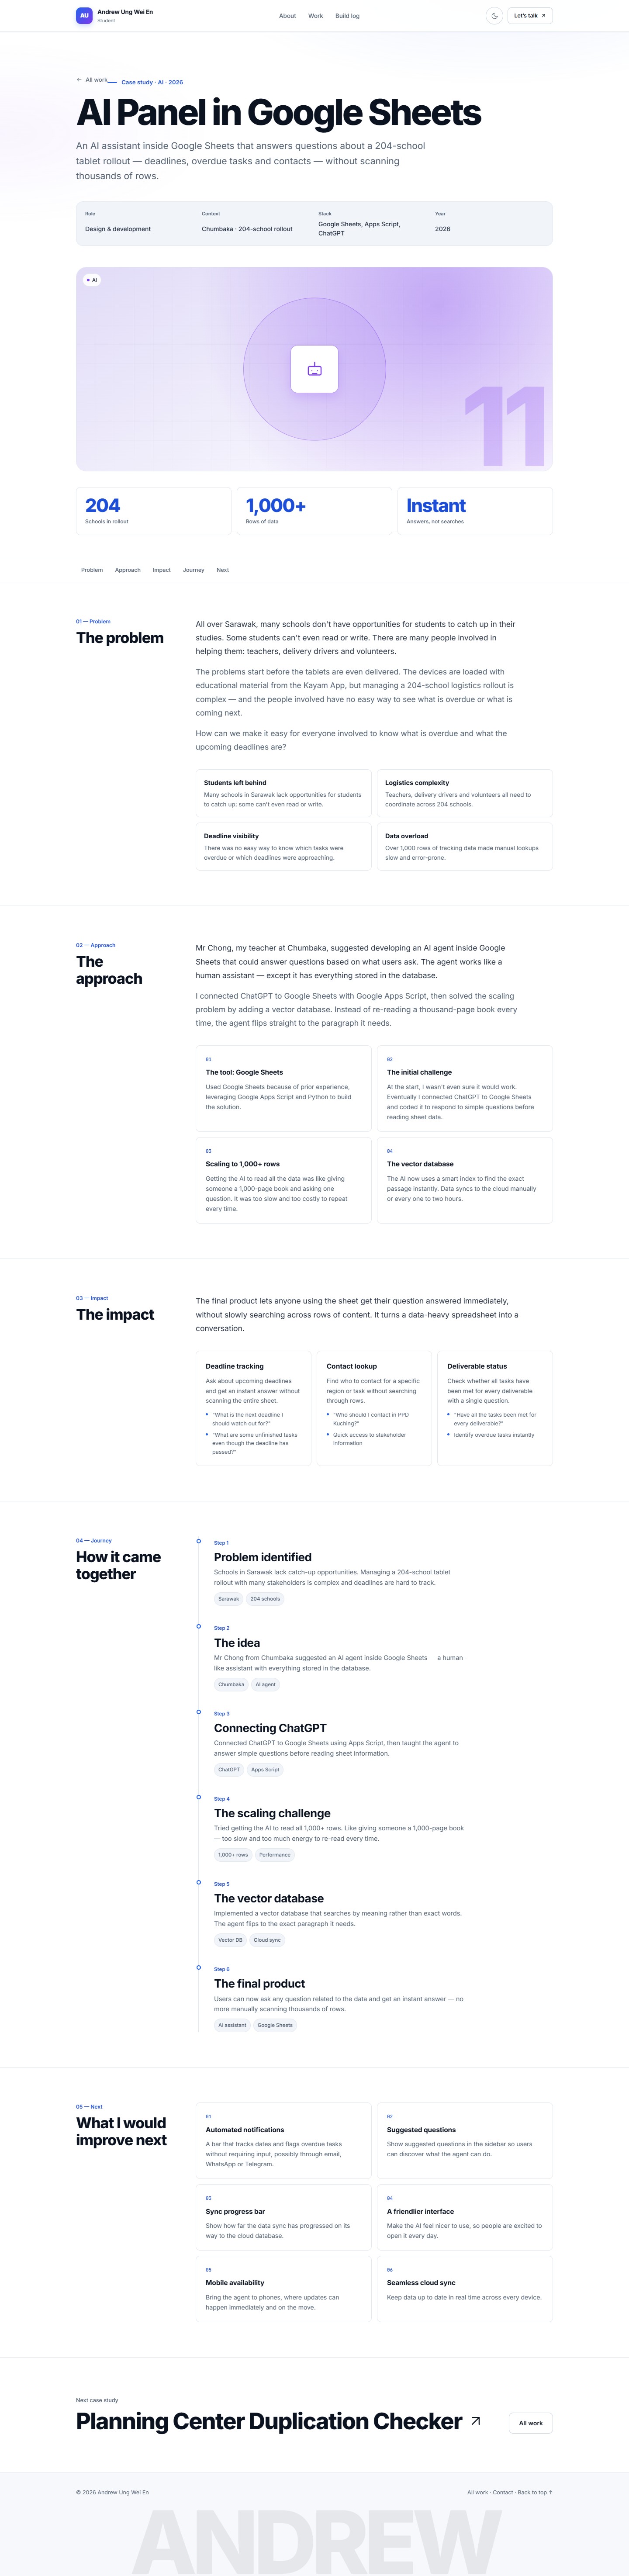 AU
Andrew Ung Wei En
Student
About
Work
Build log
Let's talk ↗
← All work
Case study · AI · 2026
AI Panel in Google Sheets
An AI assistant inside Google Sheets that answers questions about a 204-school
tablet rollout — deadlines, overdue tasks and contacts — without scanning
thousands of rows.
Role
Design & development
Context
Chumbaka · 204-school rollout
Stack
Google Sheets, Apps Script,
ChatGPT
Year
2026
AI
11
204
Schools in rollout
1,000+
Rows of data
Instant
Answers, not searches
Problem
Approach
Impact
Journey
Next
01 — Problem
The problem
All over Sarawak, many schools don't have opportunities for students to catch up in their
studies. Some students can't even read or write. There are many people involved in
helping them: teachers, delivery drivers and volunteers.
The problems start before the tablets are even delivered. The devices are loaded with
educational material from the Kayam App, but managing a 204-school logistics rollout is
complex — and the people involved have no easy way to see what is overdue or what is
coming next.
How can we make it easy for everyone involved to know what is overdue and what the
upcoming deadlines are?
Students left behind
Many schools in Sarawak lack opportunities for students
to catch up; some can't even read or write.
Logistics complexity
Teachers, delivery drivers and volunteers all need to
coordinate across 204 schools.
Deadline visibility
There was no easy way to know which tasks were
overdue or which deadlines were approaching.
Data overload
Over 1,000 rows of tracking data made manual lookups
slow and error-prone.
02 — Approach
The
approach
Mr Chong, my teacher at Chumbaka, suggested developing an AI agent inside Google
Sheets that could answer questions based on what users ask. The agent works like a
human assistant — except it has everything stored in the database.
I connected ChatGPT to Google Sheets with Google Apps Script, then solved the scaling
problem by adding a vector database. Instead of re-reading a thousand-page book every
time, the agent flips straight to the paragraph it needs.
01
The tool: Google Sheets
Used Google Sheets because of prior experience,
leveraging Google Apps Script and Python to build
the solution.
02
The initial challenge
At the start, I wasn't even sure it would work.
Eventually I connected ChatGPT to Google Sheets
and coded it to respond to simple questions before
reading sheet data.
03
Scaling to 1,000+ rows
Getting the AI to read all the data was like giving
someone a 1,000-page book and asking one
question. It was too slow and too costly to repeat
every time.
04
The vector database
The AI now uses a smart index to find the exact
passage instantly. Data syncs to the cloud manually
or every one to two hours.
03 — Impact
The impact
The final product lets anyone using the sheet get their question answered immediately,
without slowly searching across rows of content. It turns a data-heavy spreadsheet into a
conversation.
Deadline tracking
Ask about upcoming deadlines
and get an instant answer without
scanning the entire sheet.
"What is the next deadline I
should watch out for?"
"What are some unfinished tasks
even though the deadline has
passed?"
Contact lookup
Find who to contact for a specific
region or task without searching
through rows.
"Who should I contact in PPD
Kuching?"
Quick access to stakeholder
information
Deliverable status
Check whether all tasks have
been met for every deliverable
with a single question.
"Have all the tasks been met for
every deliverable?"
Identify overdue tasks instantly
04 — Journey
How it came
together
Step 1
Problem identified
Schools in Sarawak lack catch-up opportunities. Managing a 204-school tablet
rollout with many stakeholders is complex and deadlines are hard to track.
Sarawak
204 schools
Step 2
The idea
Mr Chong from Chumbaka suggested an AI agent inside Google Sheets — a human-
like assistant with everything stored in the database.
Chumbaka
AI agent
Step 3
Connecting ChatGPT
Connected ChatGPT to Google Sheets using Apps Script, then taught the agent to
answer simple questions before reading sheet information.
ChatGPT
Apps Script
Step 4
The scaling challenge
Tried getting the AI to read all 1,000+ rows. Like giving someone a 1,000-page book
— too slow and too much energy to re-read every time.
1,000+ rows
Performance
Step 5
The vector database
Implemented a vector database that searches by meaning rather than exact words.
The agent flips to the exact paragraph it needs.
Vector DB
Cloud sync
Step 6
The final product
Users can now ask any question related to the data and get an instant answer — no
more manually scanning thousands of rows.
AI assistant
Google Sheets
05 — Next
What I would
improve next
01
Automated notifications
A bar that tracks dates and flags overdue tasks
without requiring input, possibly through email,
WhatsApp or Telegram.
02
Suggested questions
Show suggested questions in the sidebar so users
can discover what the agent can do.
03
Sync progress bar
Show how far the data sync has progressed on its
way to the cloud database.
04
A friendlier interface
Make the AI feel nicer to use, so people are excited to
open it every day.
05
Mobile availability
Bring the agent to phones, where updates can
happen immediately and on the move.
06
Seamless cloud sync
Keep data up to date in real time across every device.
Next case study
Planning Center Duplication Checker ↗
All work
© 2026 Andrew Ung Wei En
All work · Contact · Back to top ↑
ANDREW